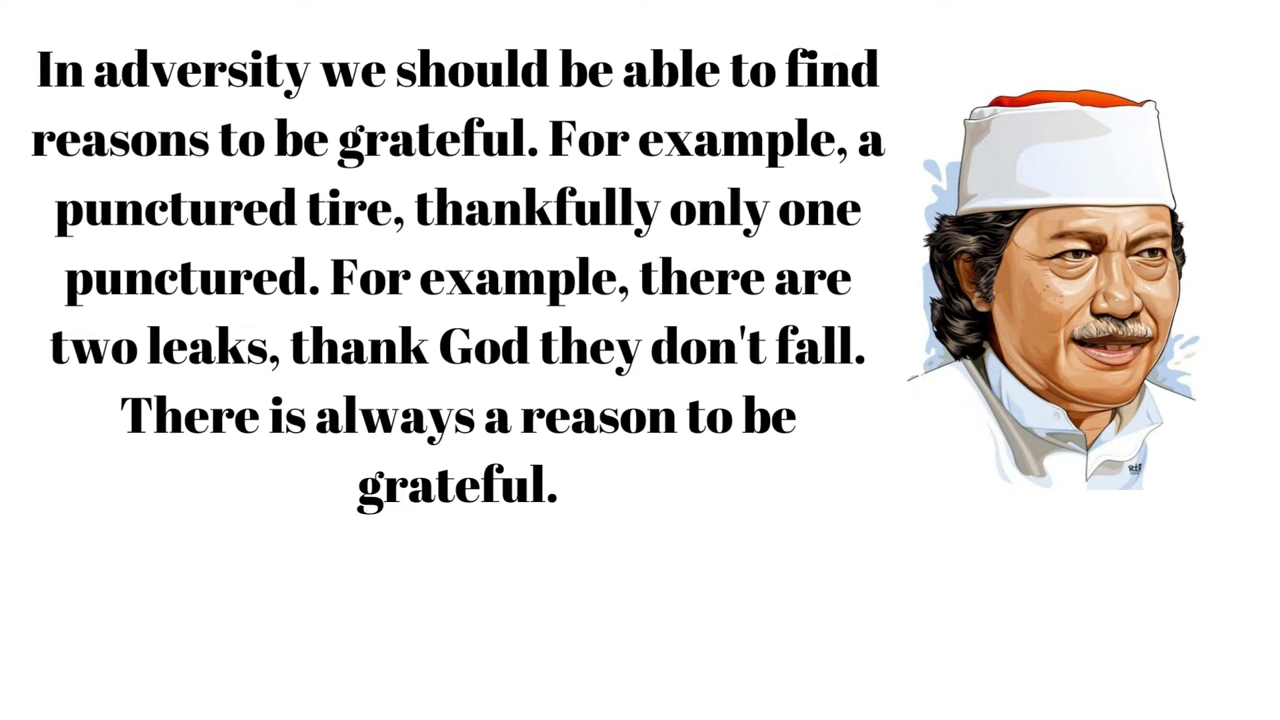 In adversity we should be able to find
reasons to be grateful. For example, a
punctured tire, thankfully only one
punctured. For example, there are
two leaks, thank God they don't fall.
There is always a reason to be
grateful.